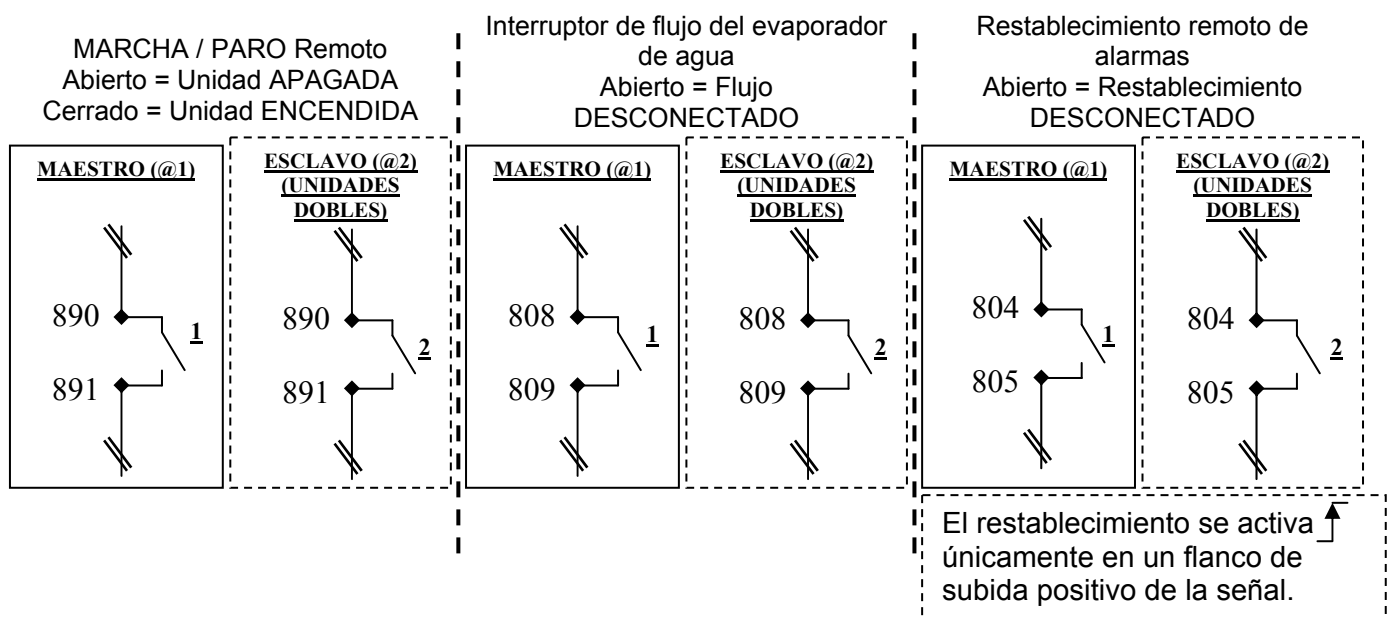 MARCHA / PARO Remoto
Abierto = Unidad APAGADA
Cerrado = Unidad ENCENDIDA
MAESTRO (@1)
890
891
1
ESCLAVO (@2)
(UNIDADES
DOBLES)
890
891
2
Interruptor de flujo del evaporador
de agua
Abierto = Flujo
DESCONECTADO
MAESTRO (@1)
808
809
1
ESCLAVO (@2)
(UNIDADES
DOBLES)
808
809
2
Restablecimiento remoto de
alarmas
Abierto = Restablecimiento
DESCONECTADO
MAESTRO (@1)
804
805
1
ESCLAVO (@2)
(UNIDADES
DOBLES)
804
805
2
El restablecimiento se activa
únicamente en un flanco de
subida positivo de la señal.